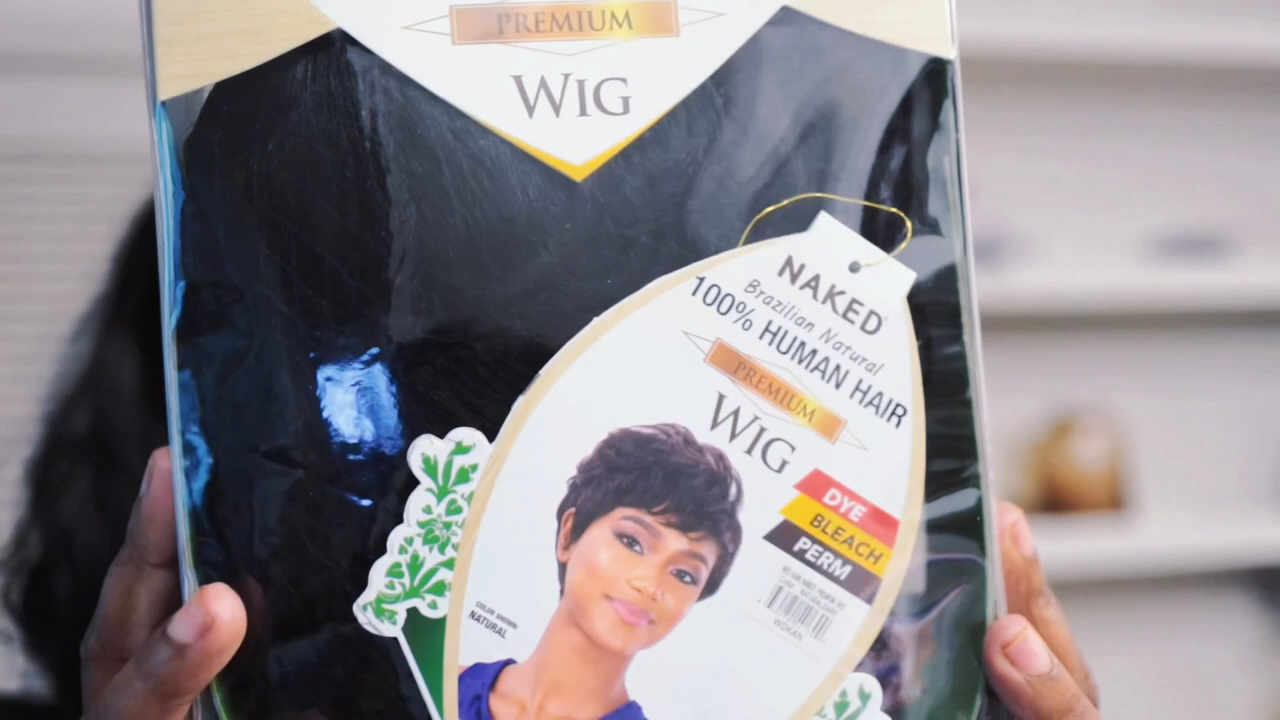 PREMIUM
WIG
NAKED
Brazilian Natural
100% HUMAN HAIR
PREMIUM
WIG
DYE
BLEACH
PERM
COLOR SHOWN:
NATURAL